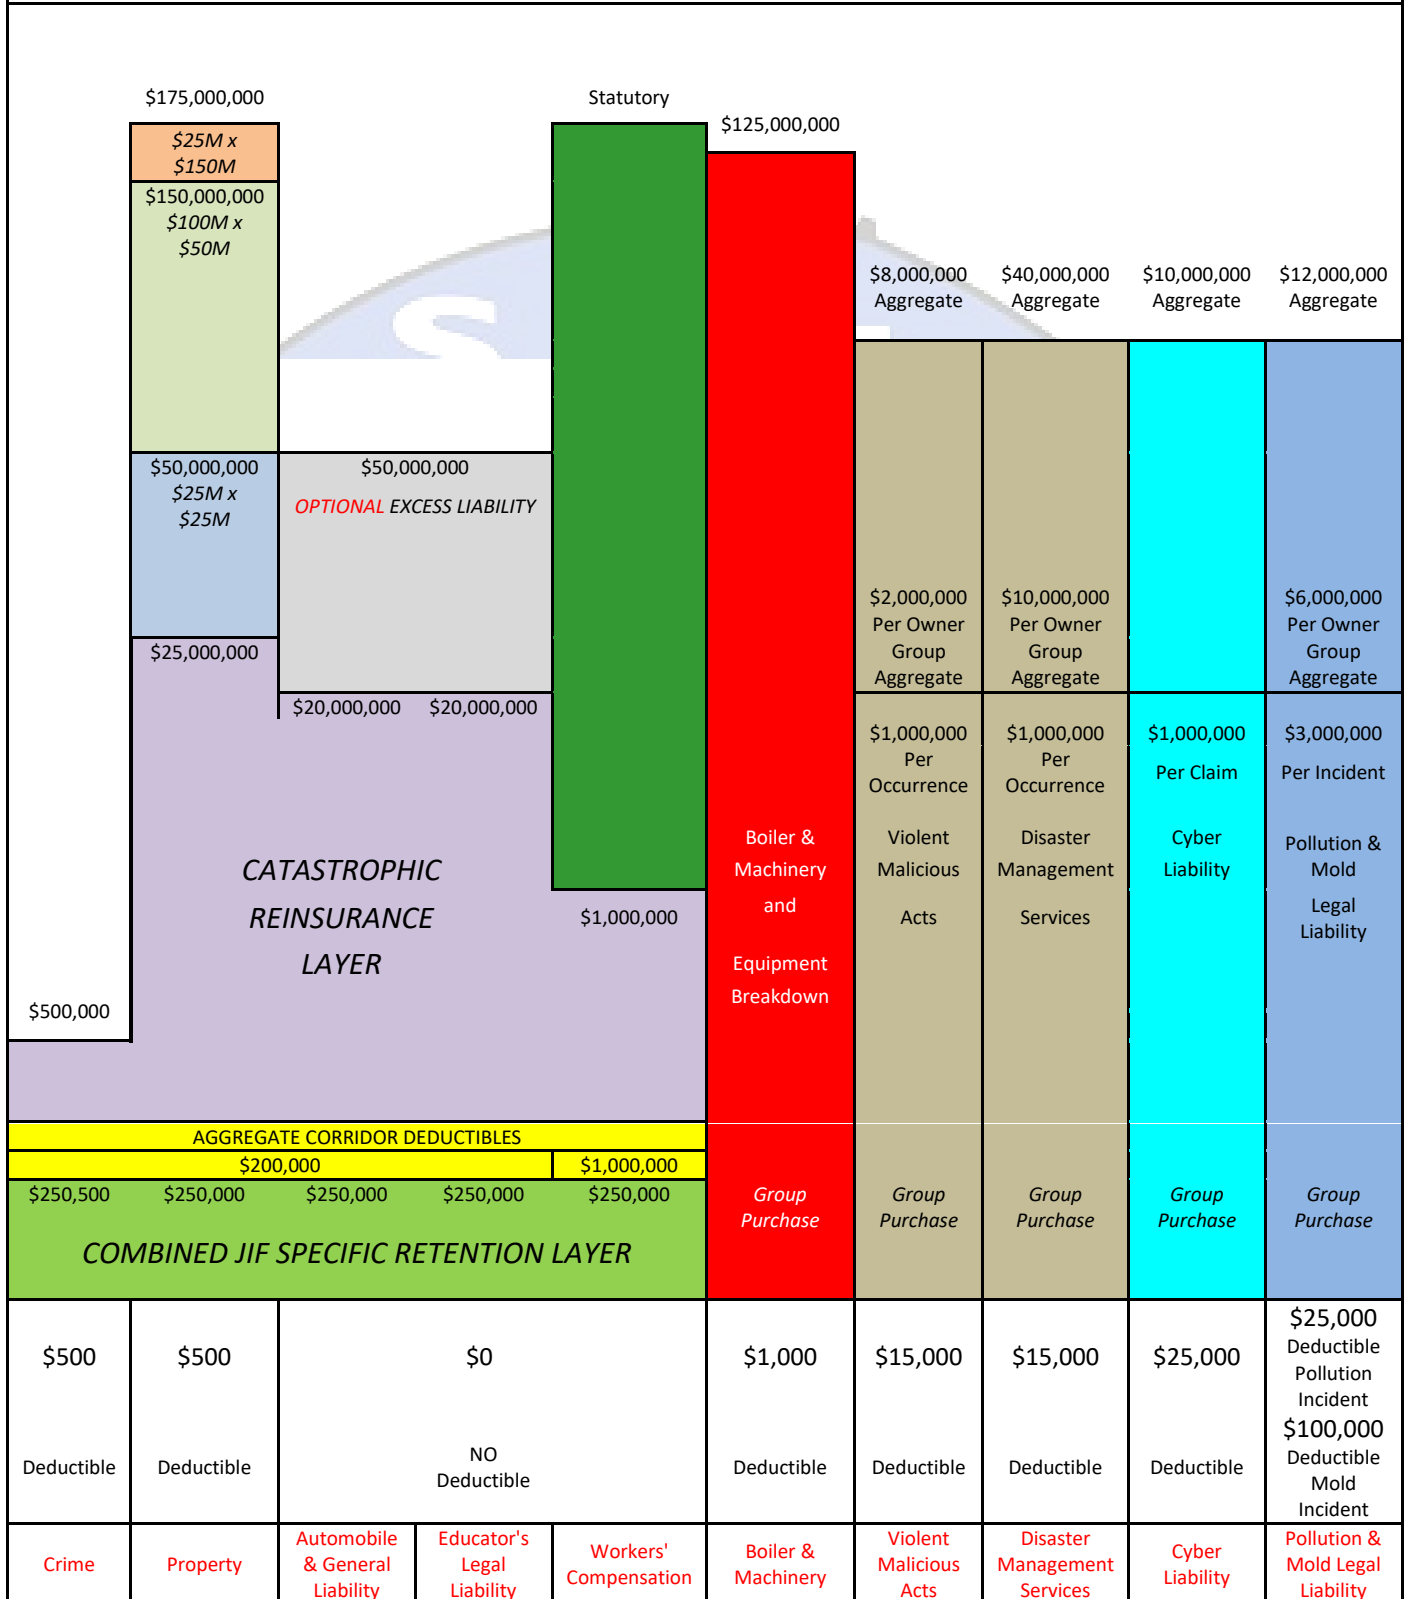 $175,000,000
Statutory
$125,000,000
$25M x
$150M
$150,000,000
$100M x
$50M
S
$8,000,000
Aggregate
$40,000,000
Aggregate
$10,000,000
Aggregate
$12,000,000
Aggregate
$50,000,000
$25M x
$25M
$50,000,000
OPTIONAL EXCESS LIABILITY
$2,000,000
Per Owner
Group
Aggregate
$10,000,000
Per Owner
Group
Aggregate
$6,000,000
Per Owner
Group
Aggregate
$25,000,000
$20,000,000
$20,000,000
$1,000,000
Per
Occurrence
$1,000,000
Per
Occurrence
$1,000,000
Per Claim
$3,000,000
Per Incident
CATASTROPHIC
REINSURANCE
LAYER
$1,000,000
Boiler &
Machinery
and
Equipment
Breakdown
Violent
Malicious
Acts
Disaster
Management
Services
Cyber
Liability
Pollution &
Mold
Legal
Liability
$500,000
AGGREGATE CORRIDOR DEDUCTIBLES
$200,000
$1,000,000
$250,500
$250,000
$250,000
$250,000
$250,000
COMBINED JIF SPECIFIC RETENTION LAYER
Group
Purchase
Group
Purchase
Group
Purchase
Group
Purchase
Group
Purchase
$500
Deductible
$500
Deductible
$0
NO
Deductible
$1,000
Deductible
$15,000
Deductible
$15,000
Deductible
$25,000
Deductible
$25,000
Deductible
Pollution
Incident
$100,000
Deductible
Mold
Incident
Crime
Property
Automobile
& General
Liability
Educator's
Legal
Liability
Workers'
Compensation
Boiler &
Machinery
Violent
Malicious
Acts
Disaster
Management
Services
Cyber
Liability
Pollution &
Mold Legal
Liability